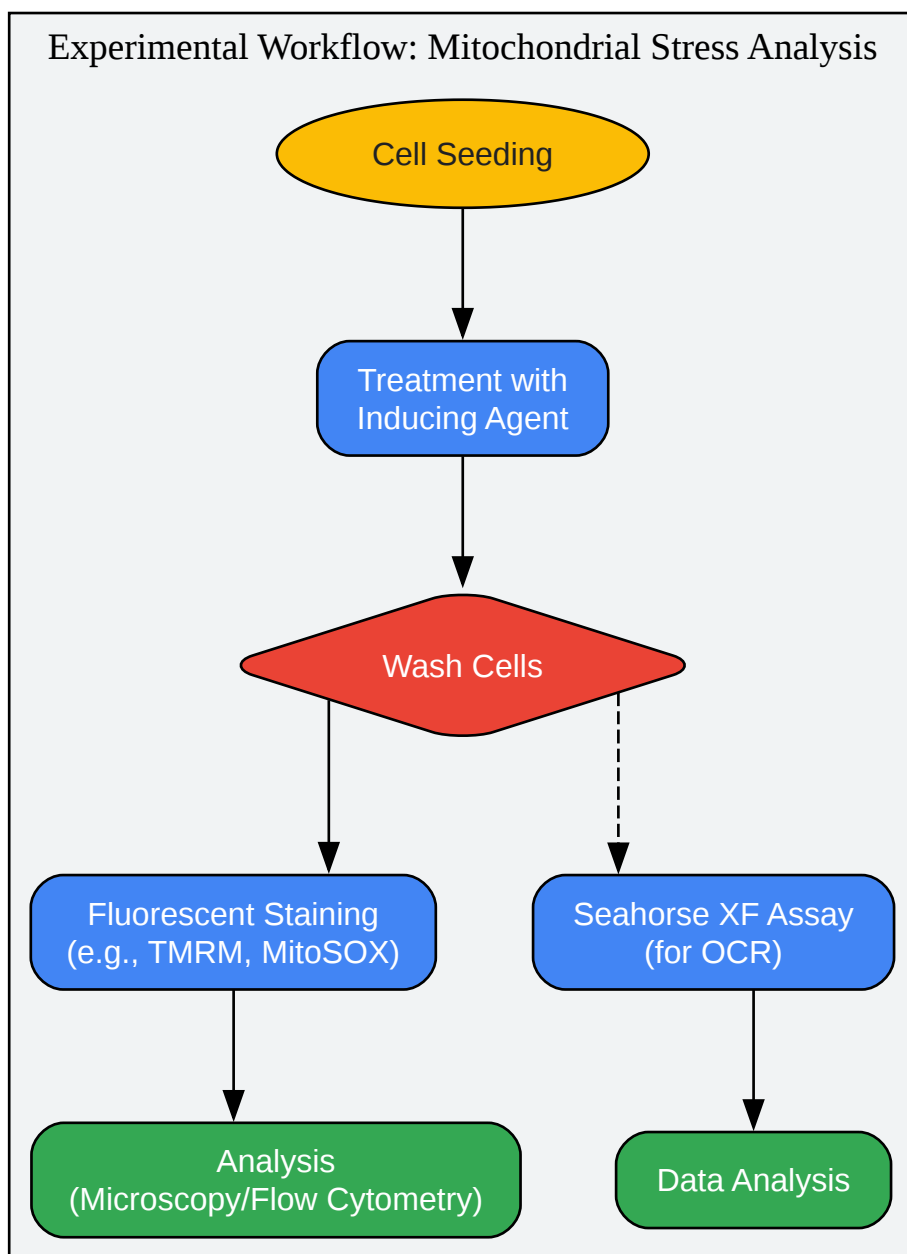 Experimental Workflow: Mitochondrial Stress Analysis
Cell Seeding
Treatment with
Inducing Agent
Wash Cells
Fluorescent Staining
(e.g., TMRM, MitoSOX)
Seahorse XF Assay
(for OCR)
Analysis
(Microscopy/Flow Cytometry)
Data Analysis